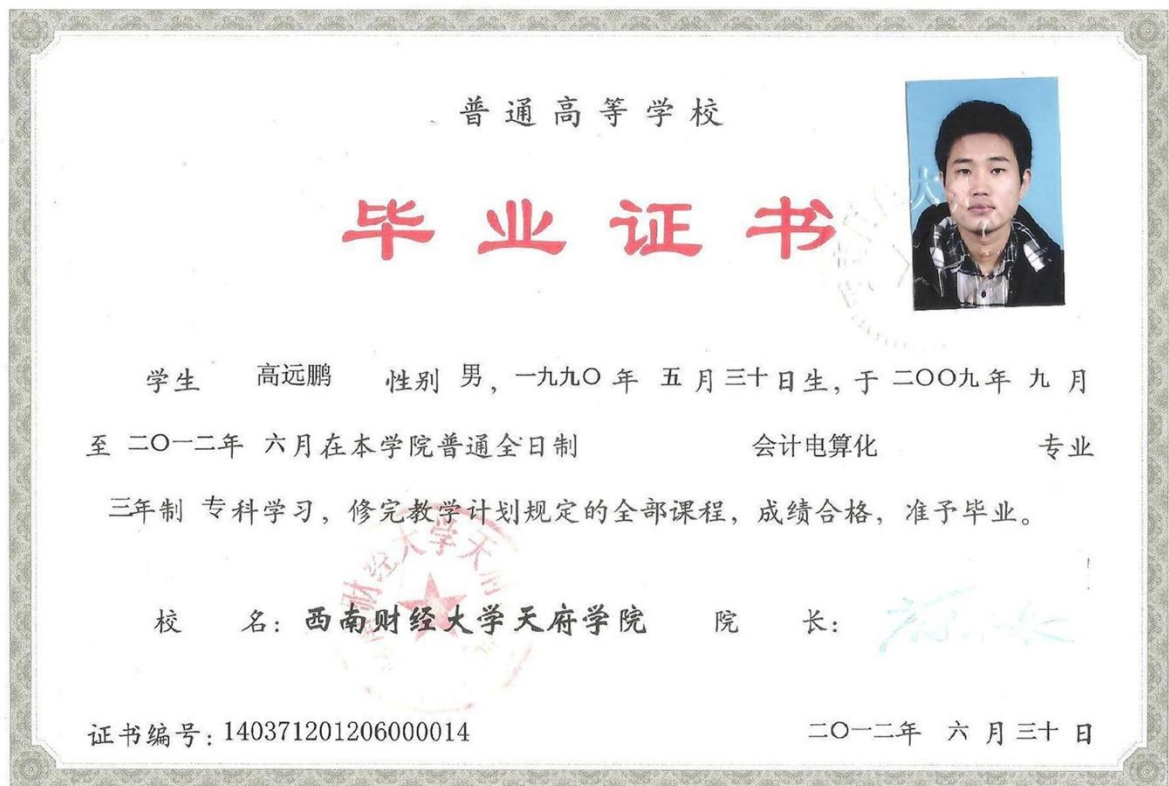 普通高等学校
毕业证书
学生 高远鹏 性别 男，一九九〇年 五月三十日生，于二〇〇九年 九月
至二〇一二年 六月在本学院普通全日制 会计电算化 专业
三年制 专科学习，修完教学计划规定的全部课程，成绩合格，准予毕业。
财经大学天
校 名：西南财经大学天府学院 院 长：
证书编号：140371201206000014 二〇一二年 六月三十日